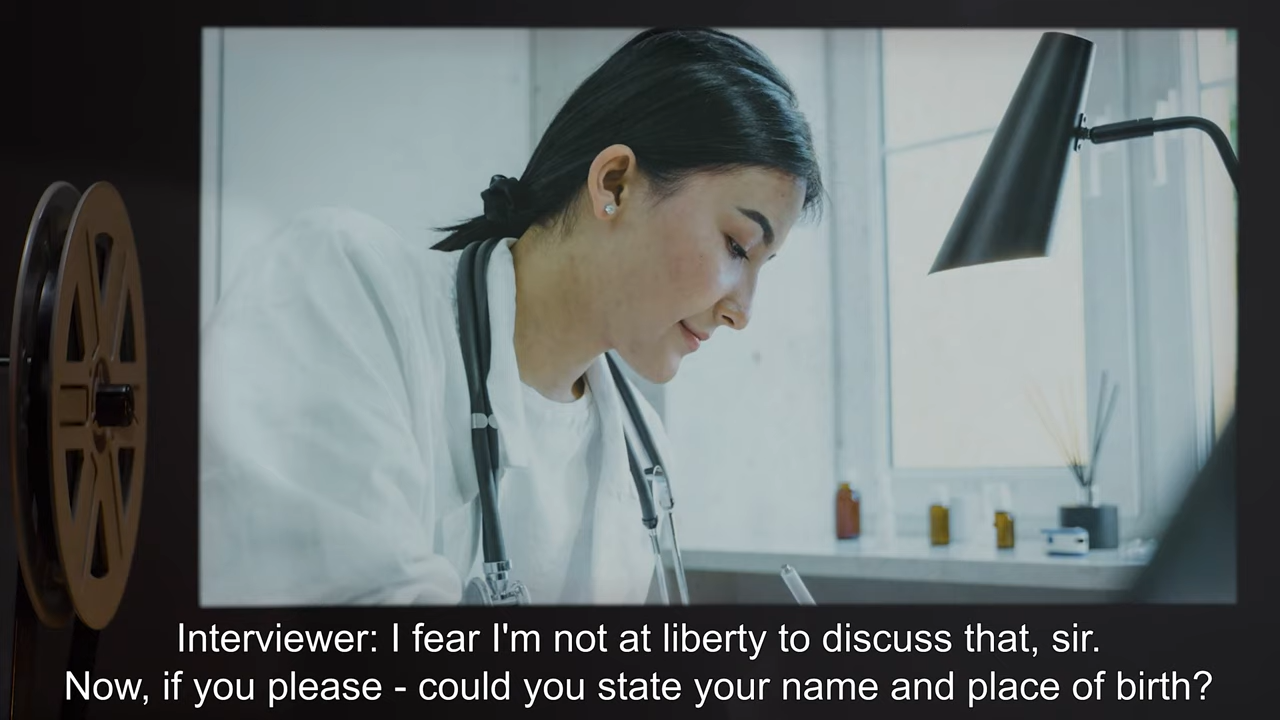 Interviewer: I fear I'm not at liberty to discuss that, sir.
Now, if you please - could you state your name and place of birth?